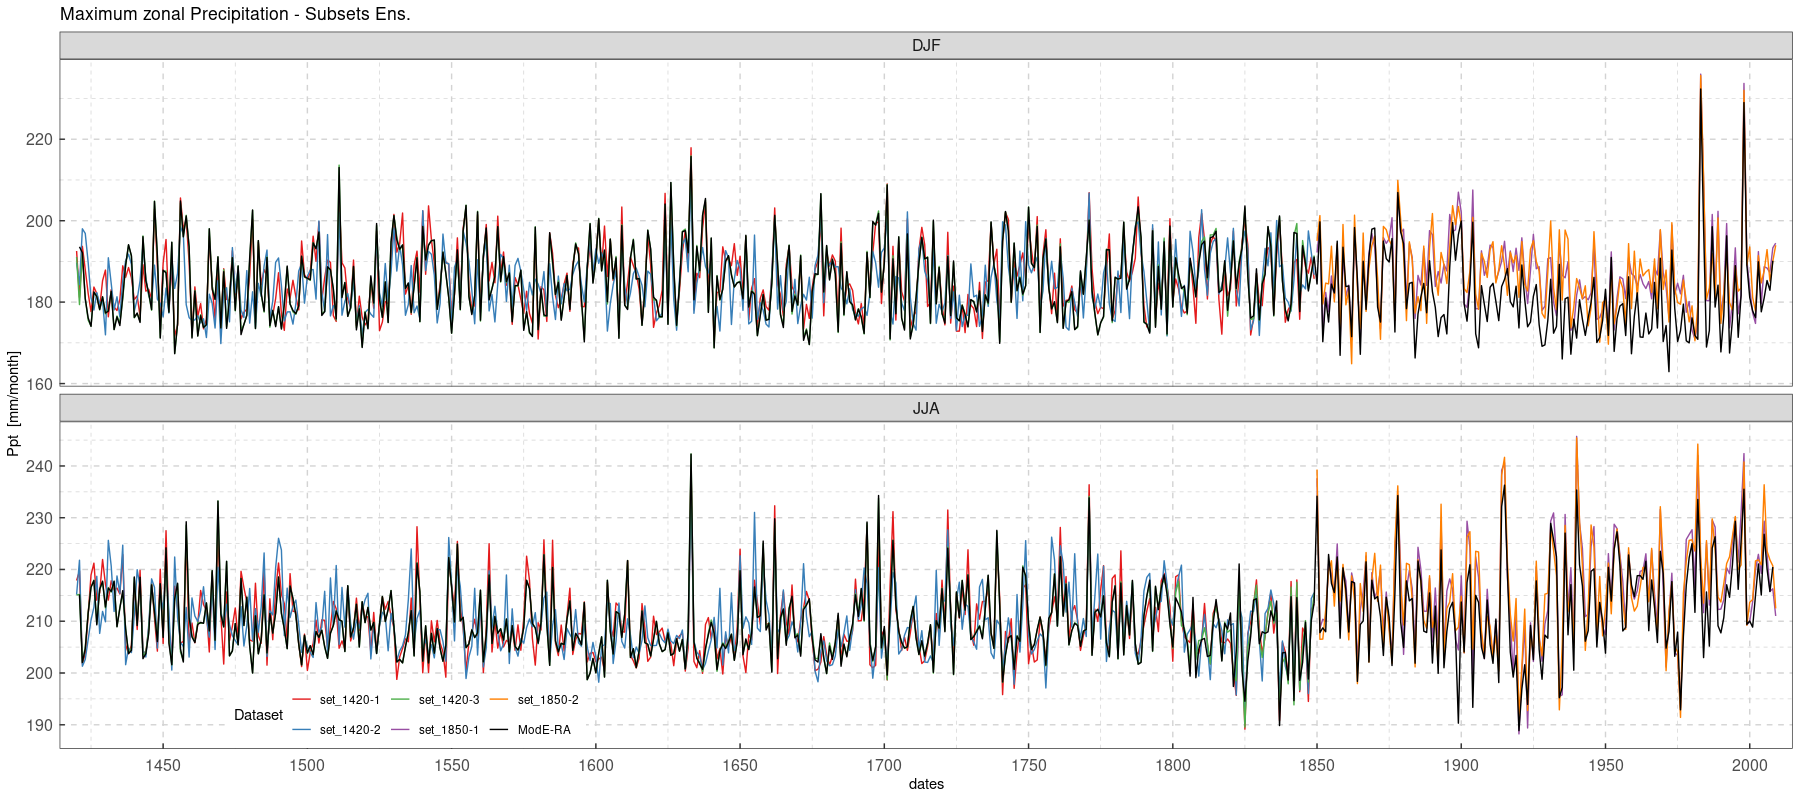 Maximum zonal Precipitation - Subsets Ens.
DJF
220
200
180
160
Ppt [mm/month]
JJA
240
230
220
210
200
190
Dataset
set_1420-1
set_1420-3
set_1850-2
set_1420-2
set_1850-1
ModE-RA
1450 1500 1550 1600 1650 1700 1750 1800 1850 1900 1950 2000
dates